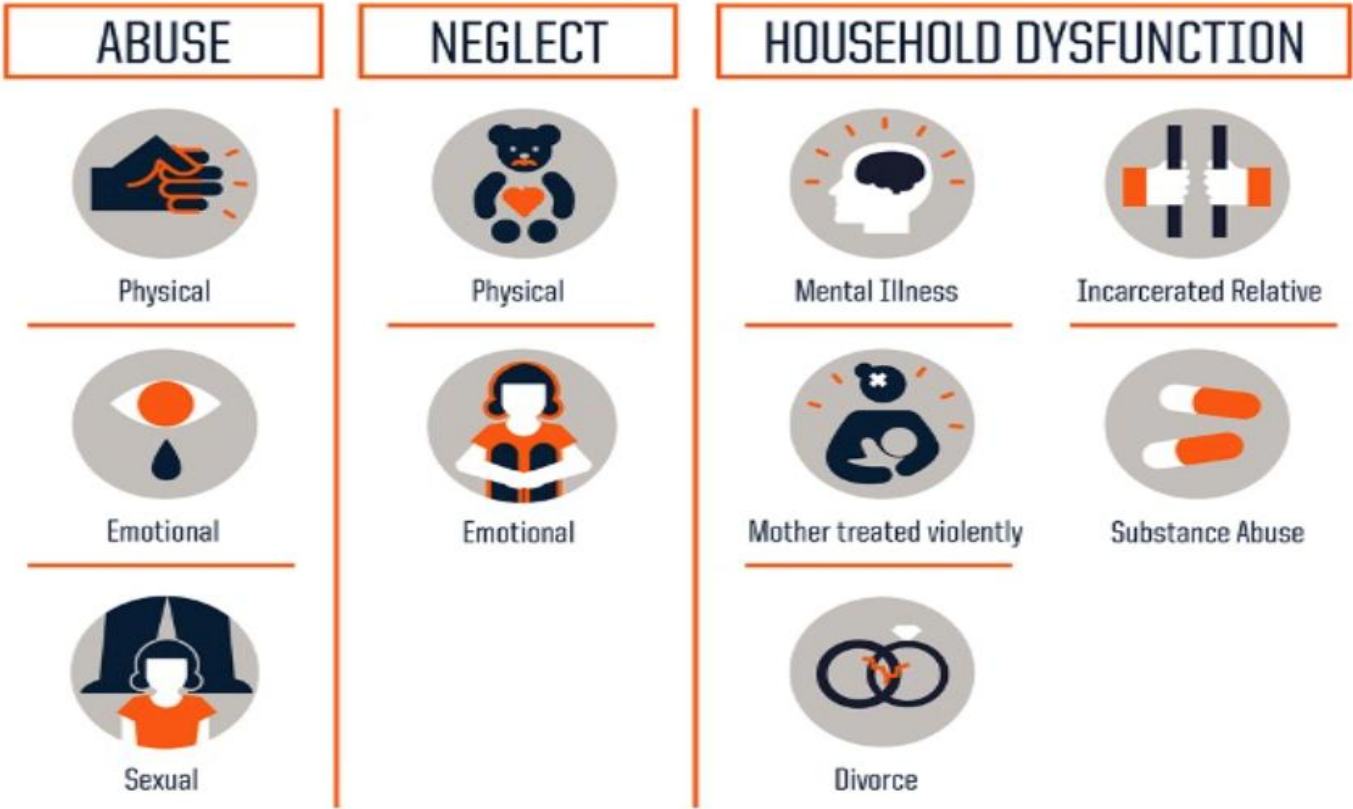 ABUSE
NEGLECT
HOUSEHOLD DYSFUNCTION
Physical
Physical
Mental Illness
Incarcerated Relative
Emotional
Emotional
Mother treated violently
Substance Abuse
Sexual
Divorce